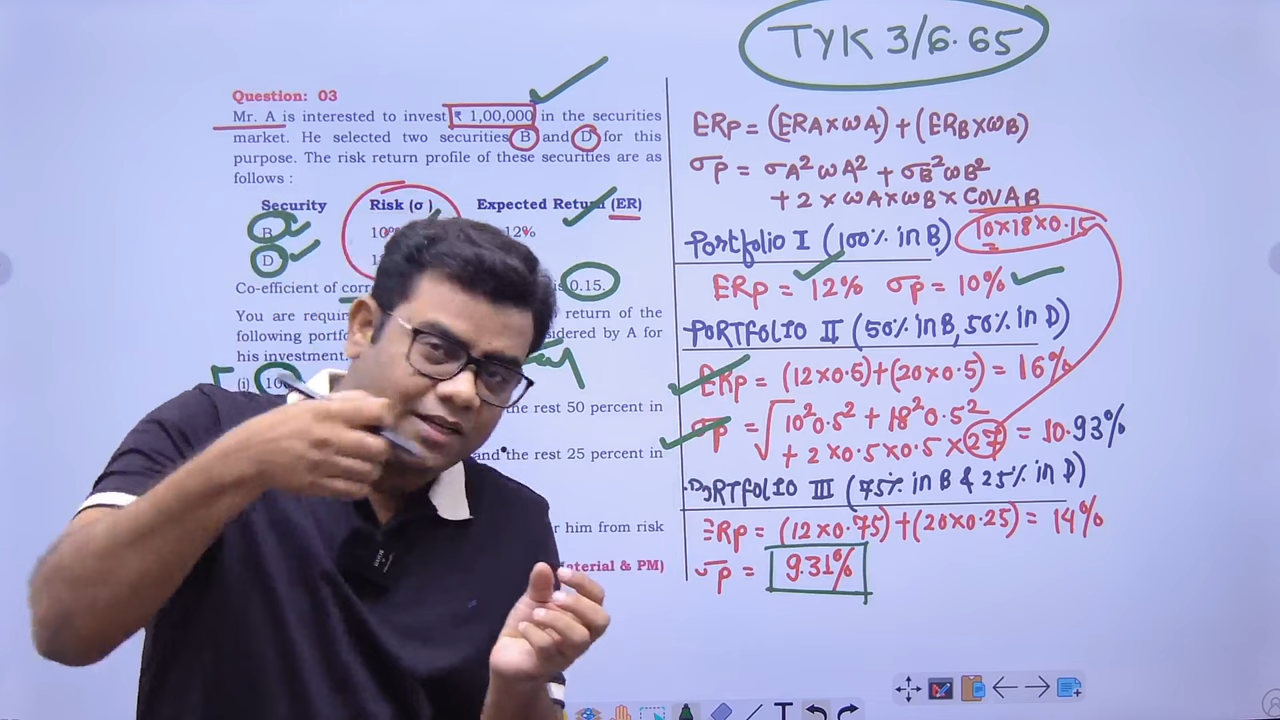 TYK 3/6.65
Question: 03
Mr. A is interested to invest ₹ 1,00,000 in the securities
market. He selected two securities B and D for this
purpose. The risk return profile of these securities are as
follows :
Security Risk (σ ) Expected Return (ER)
B 10% 12%
D
Co-efficient of 0.15.
You are return of the
following considered by A for
his investment.
(i)
the rest 50 percent in
and the rest 25 percent in
him from risk
& PM)
ERp = (ERA×ωA) + (ERB×ωB)
σp = σA²ωA² + σB²ωB²
+ 2 × ωA×ωB× COVAB
10×18×0.15
Portfolio I (100% in B)
ERp = 12% σp = 10%
PORTFOLIO II (50% in B, 50% in D)
ERp = (12×0.5)+(20×0.5) = 16%
σp = √10²0.5² + 18²0.5²
+ 2×0.5×0.5×27 = 10.93%
PORTFOLIO III (75% in B & 25% in D)
ERp = (12×0.75)+(20×0.25) = 14%
σp = 9.31%